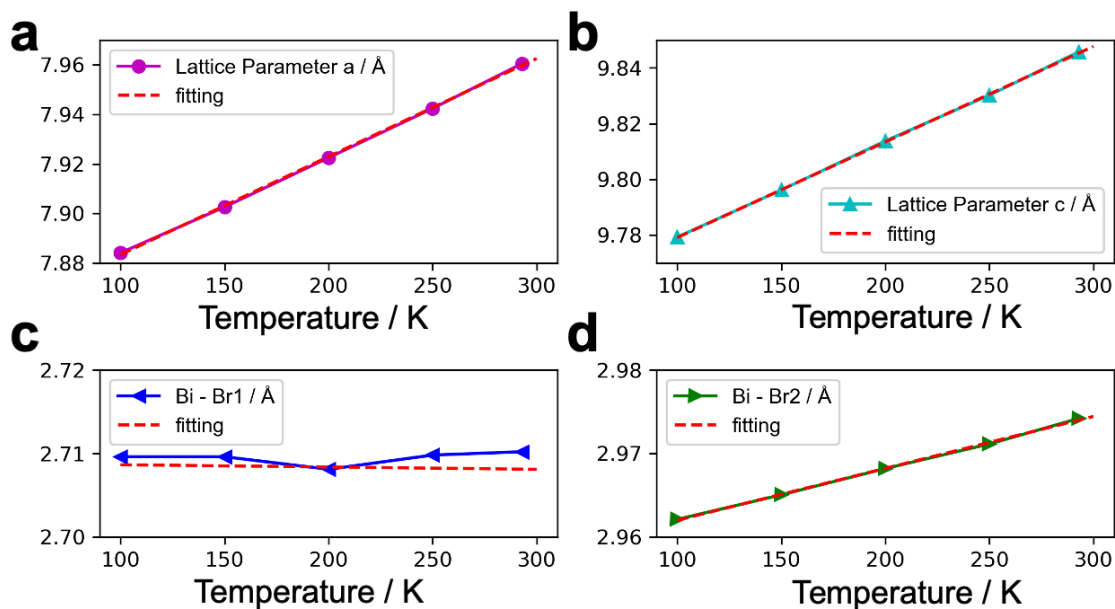 a
7.96
7.94
7.92
7.90
7.88
Lattice Parameter a / Å
fitting
100 150 200 250 300
Temperature / K
b
9.84
9.82
9.80
9.78
Lattice Parameter c / Å
fitting
100 150 200 250 300
Temperature / K
c
2.72
2.71
2.70
Bi - Br1 / Å
fitting
100 150 200 250 300
Temperature / K
d
2.98
2.97
2.96
Bi - Br2 / Å
fitting
100 150 200 250 300
Temperature / K